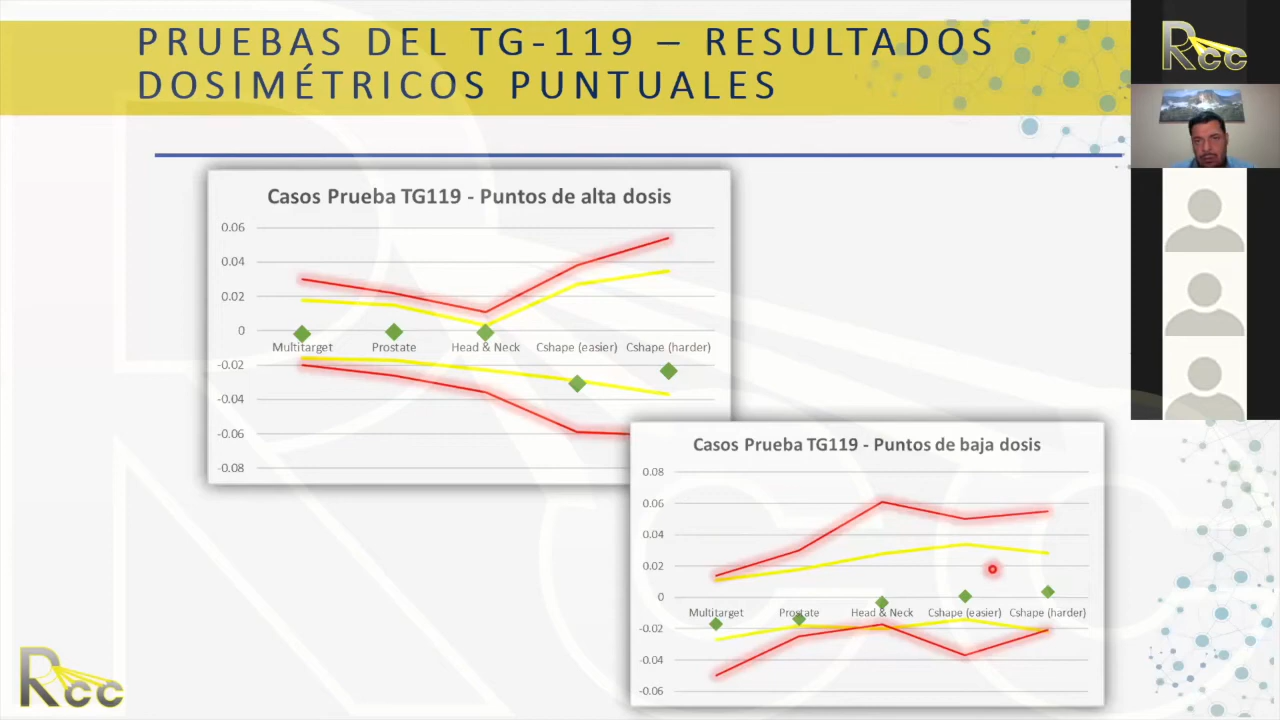 PRUEBAS DEL TG-119 – RESULTADOS
DOSIMÉTRICOS PUNTUALES
Rcc
Casos Prueba TG119 - Puntos de alta dosis
0.06
0.04
0.02
0
Multitarget Prostate Head & Neck Cshape (easier) Cshape (harder)
-0.02
-0.04
-0.06
-0.08
Casos Prueba TG119 - Puntos de baja dosis
0.08
0.06
0.04
0.02
0
Multitarget Prostate Head & Neck Cshape (easier) Cshape (harder)
-0.02
-0.04
-0.06
Rcc